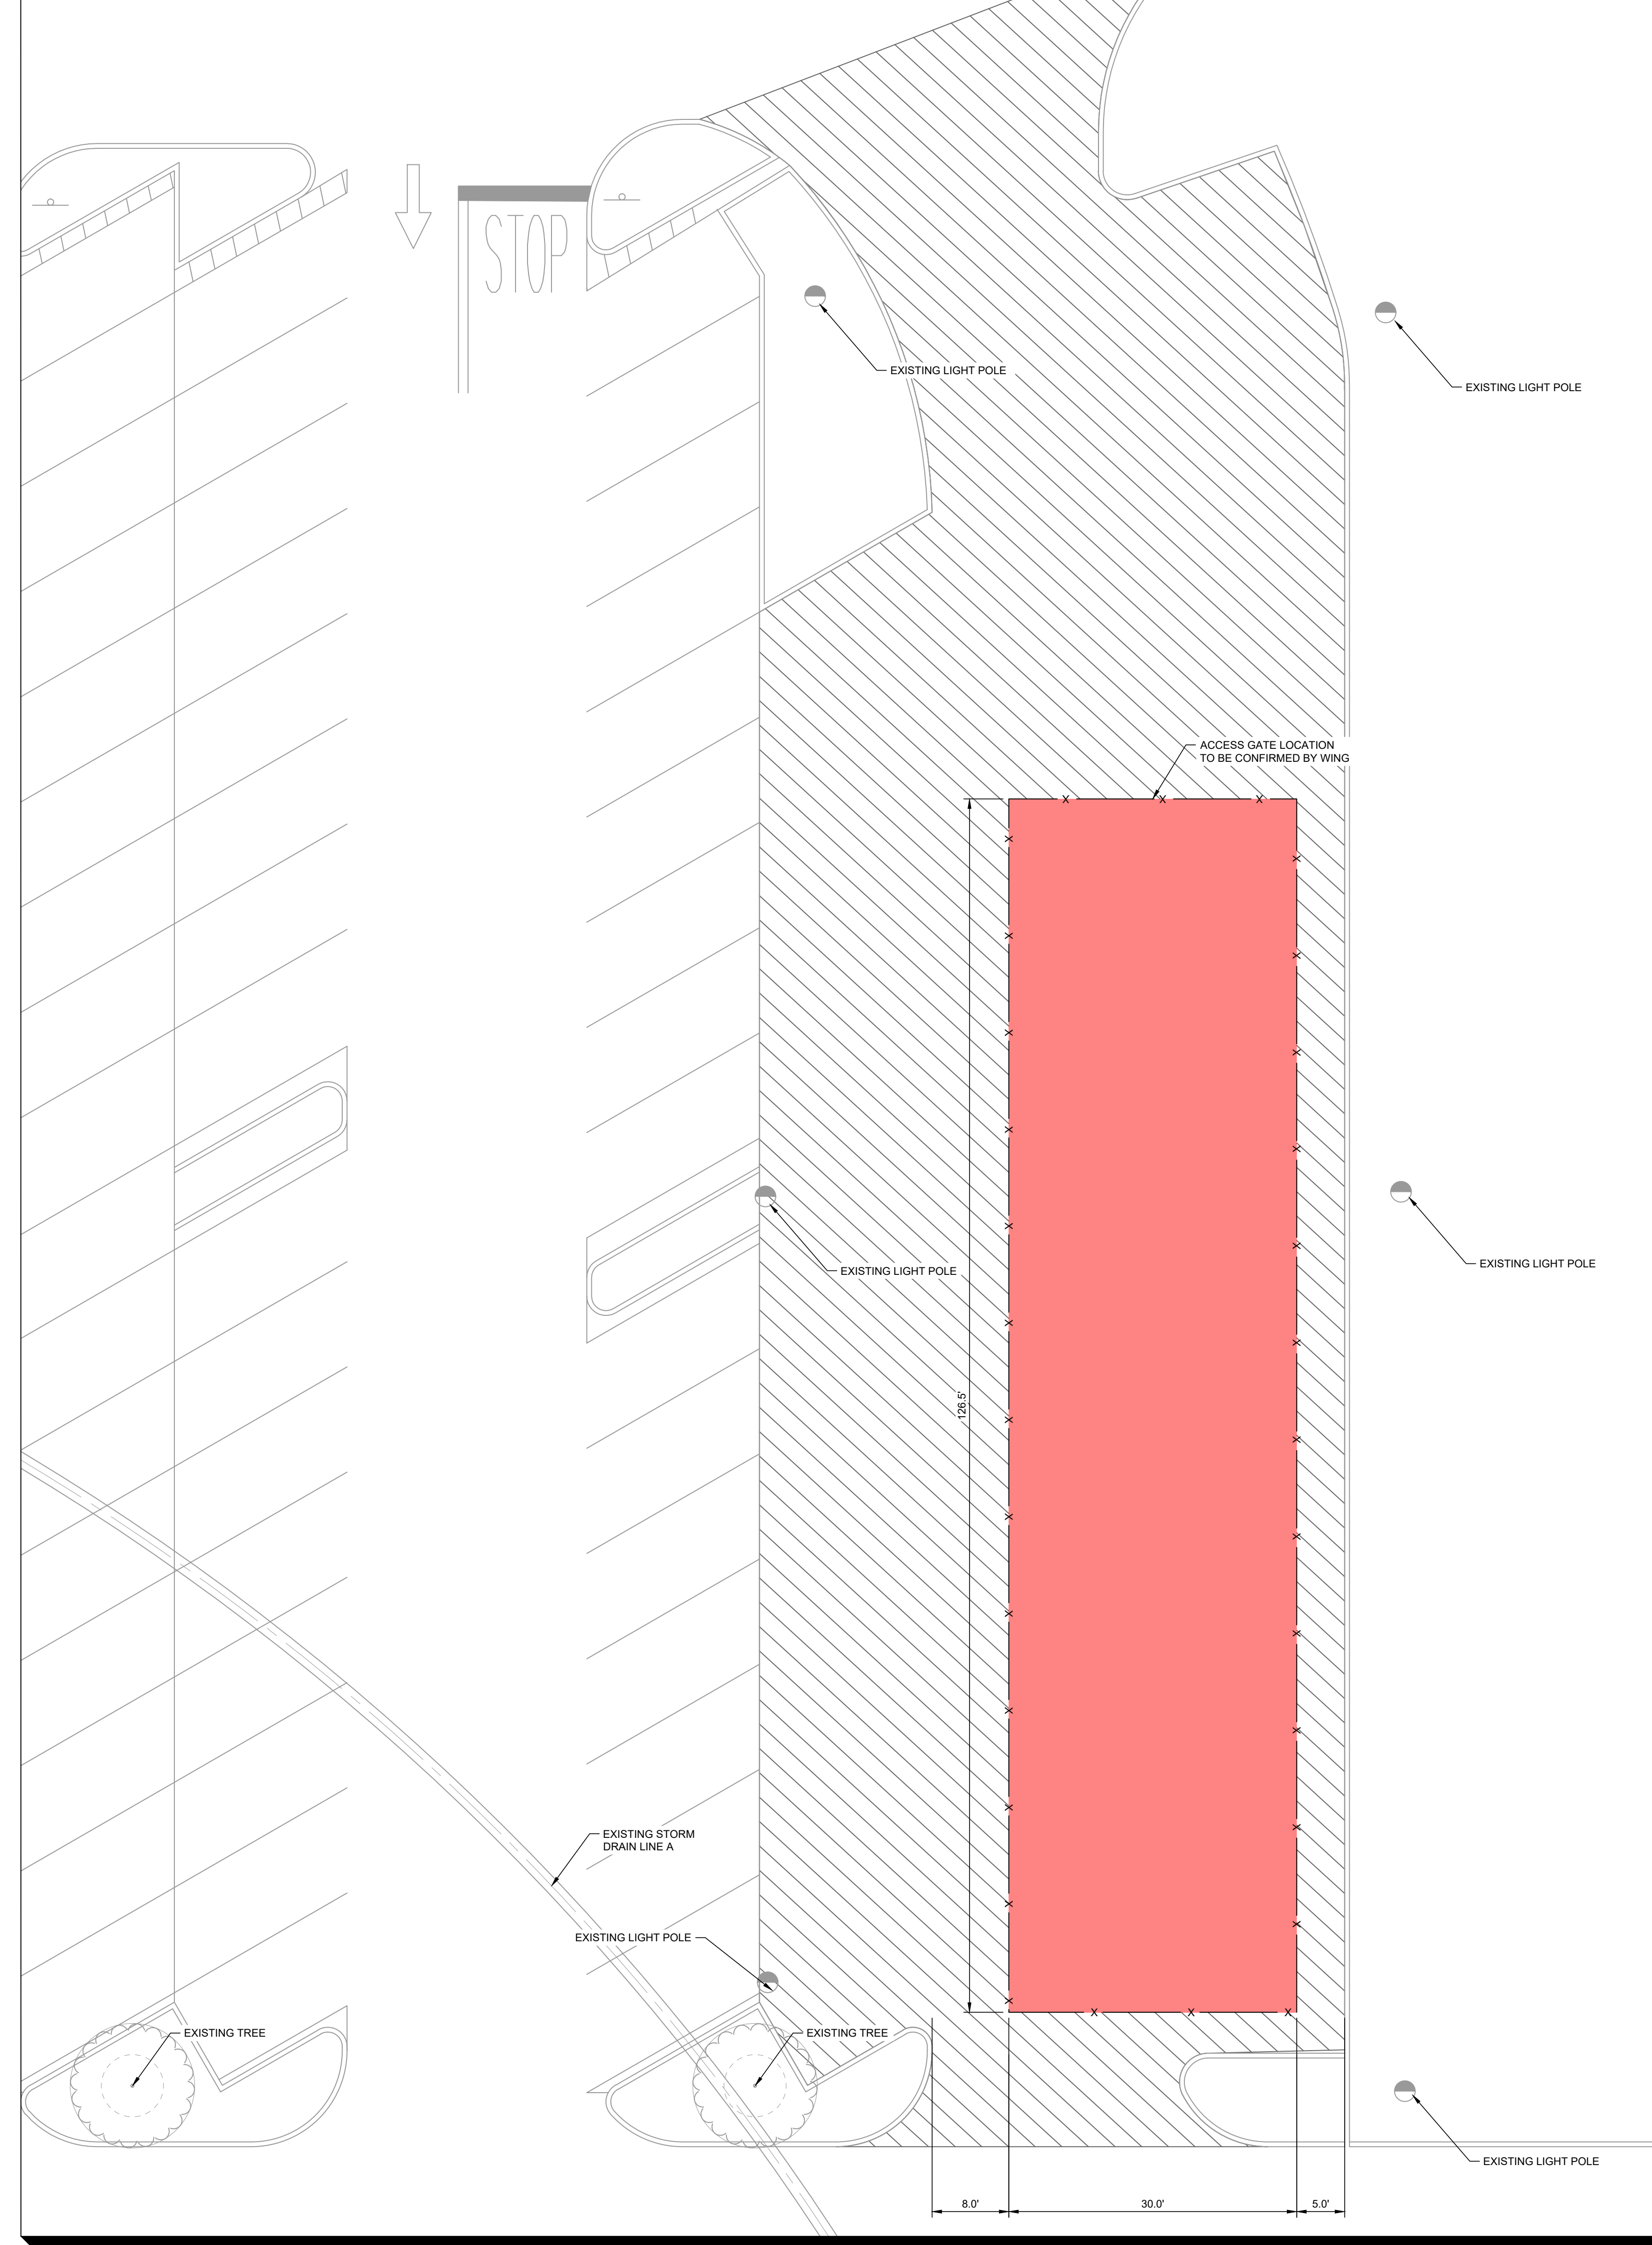 STOP
EXISTING LIGHT POLE
EXISTING LIGHT POLE
ACCESS GATE LOCATION
TO BE CONFIRMED BY WING
EXISTING LIGHT POLE
EXISTING LIGHT POLE
126.5'
EXISTING STORM
DRAIN LINE A
EXISTING LIGHT POLE
EXISTING TREE
EXISTING TREE
EXISTING LIGHT POLE
8.0'
30.0'
5.0'